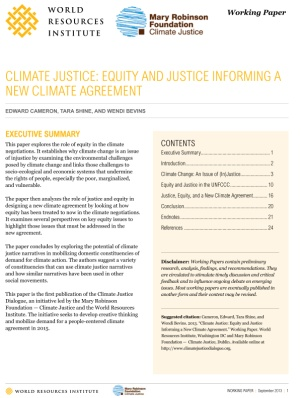 WORLD
RESOURCES
INSTITUTE
Mary Robinson
Foundation
Climate Justice
Working Paper
CLIMATE JUSTICE: EQUITY AND JUSTICE INFORMING A
NEW CLIMATE AGREEMENT
EDWARD CAMERON, TARA SHINE, AND WENDI BEVINS
EXECUTIVE SUMMARY
This paper explores the role of equity in the climate
negotiations. It establishes why climate change is an issue
of injustice by examining the environmental challenges
posed by climate change and links those challenges to
socio-ecological and economic systems that undermine
the rights of people, especially the poor, marginalized,
and vulnerable.
The paper then analyzes the role of justice and equity in
designing a new climate agreement by looking at how
equity has been treated to now in the climate negotiations.
It examines several perspectives on key equity issues to
highlight those issues that must be addressed in the
new agreement.
The paper concludes by exploring the potential of climate
justice narratives in mobilizing domestic constituencies of
demand for climate action. The authors suggest a variety
of constituencies that can use climate justice narratives
and how similar narratives have been used in other
social movements.
This paper is the first publication of the Climate Justice
Dialogue, an initiative led by the Mary Robinson
Foundation — Climate Justice and the World Resources
Institute. The initiative seeks to develop creative thinking
and mobilize demand for a people-centered climate
agreement in 2015.
CONTENTS
Executive Summary 1
Introduction 2
Climate Change: An Issue of (In)Justice 3
Equity and Justice in the UNFCCC 10
Justice, Equity, and a New Climate Agreement 16
Conclusion 20
Endnotes 21
References 24
Disclaimer: Working Papers contain preliminary
research, analysis, findings, and recommendations. They
are circulated to stimulate timely discussion and critical
feedback and to influence ongoing debate on emerging
issues. Most working papers are eventually published in
another form and their content may be revised.
Suggested citation: Cameron, Edward, Tara Shine, and
Wendi Bevins. 2013. "Climate Justice: Equity and Justice
Informing a New Climate Agreement." Working Paper. World
Resources Institute, Washington DC and Mary Robinson
Foundation — Climate Justice, Dublin. Available online at
http://www.climatejusticedialogue.org.
WORLD RESOURCES INSTITUTE
Mary Robinson
Foundation
Climate Justice
WORKING PAPER | September 2013 | 1